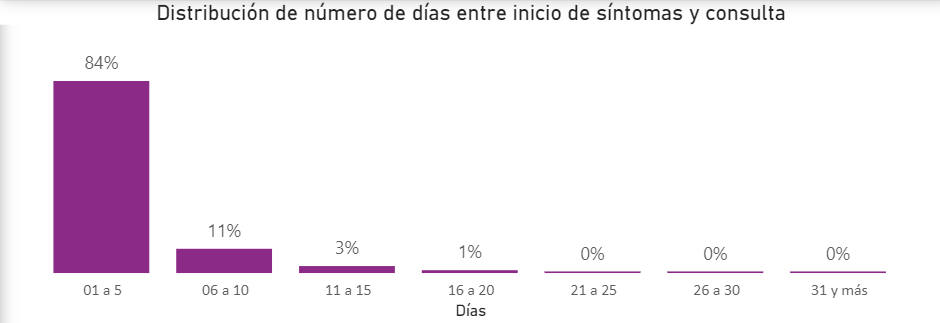 Distribución de número de días entre inicio de síntomas y consulta
84%
11%
3%
1%
0%
0%
0%
01 a 5
06 a 10
11 a 15
16 a 20
21 a 25
26 a 30
31 y más
Días